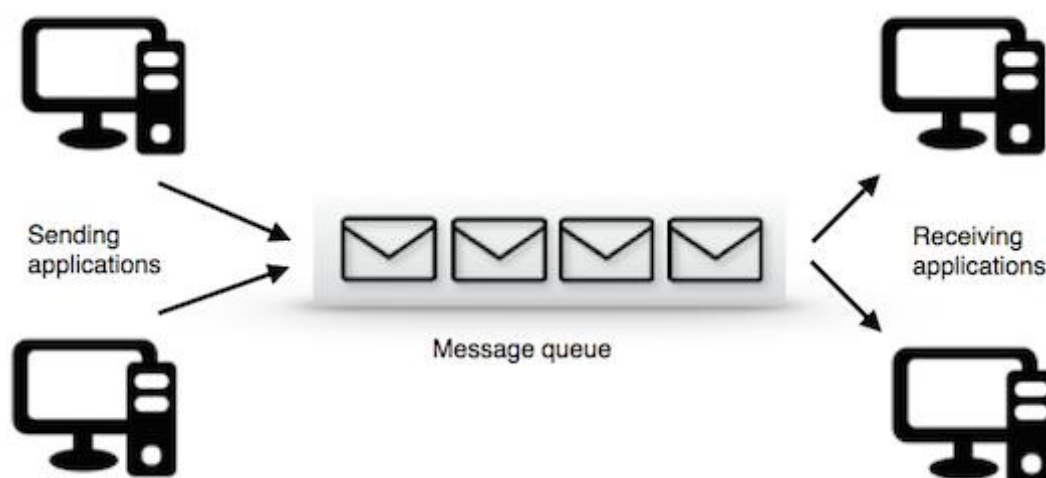 Sending
applications
Message queue
Receiving
applications